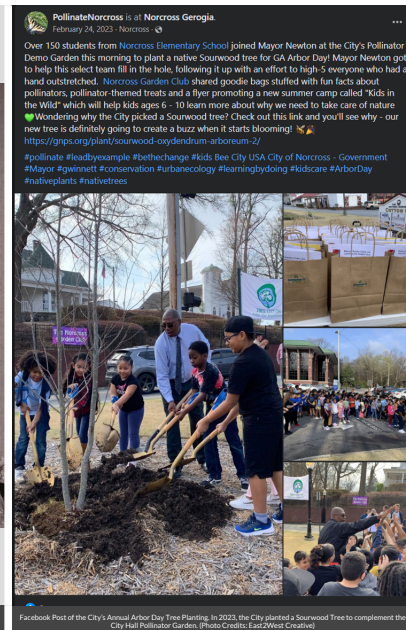 PollinateNorcross is at Norcross Gerogia.
February 24, 2023 · Norcross ·
Over 150 students from Norcross Elementary School joined Mayor Newton at the City's Pollinator
Demo Garden this morning to plant a native Sourwood tree for GA Arbor Day! Mayor Newton got
to help this select team fill in the hole, following it up with an effort to high-5 everyone who had a
hand outstretched. Norcross Garden Club shared goodie bags stuffed with fun facts about
pollinators, pollinator-themed treats and a flyer promoting a new summer camp called "Kids in
the Wild" which will help kids ages 6 - 10 learn more about why we need to take care of nature
💚Wondering why the City picked a Sourwood tree? Check out this link and you'll see why - our
new tree is definitely going to create a buzz when it starts blooming! 🐝🎉
https://gnps.org/plant/sourwood-oxydendrum-arboreum-2/
#pollinate #leadbyexample #bethechange #kids Bee City USA City of Norcross - Government
#Mayor #gwinnett #conservation #urbanecology #learningbydoing #kidscare #ArborDay
#nativeplants #nativetrees
The Norcross
Garden Club
Facebook Post of the City's Annual Arbor Day Tree Planting. In 2023, the City planted a Sourwood Tree to complement the
City Hall Pollinator Garden. (Photo Credits: East2West Creative)